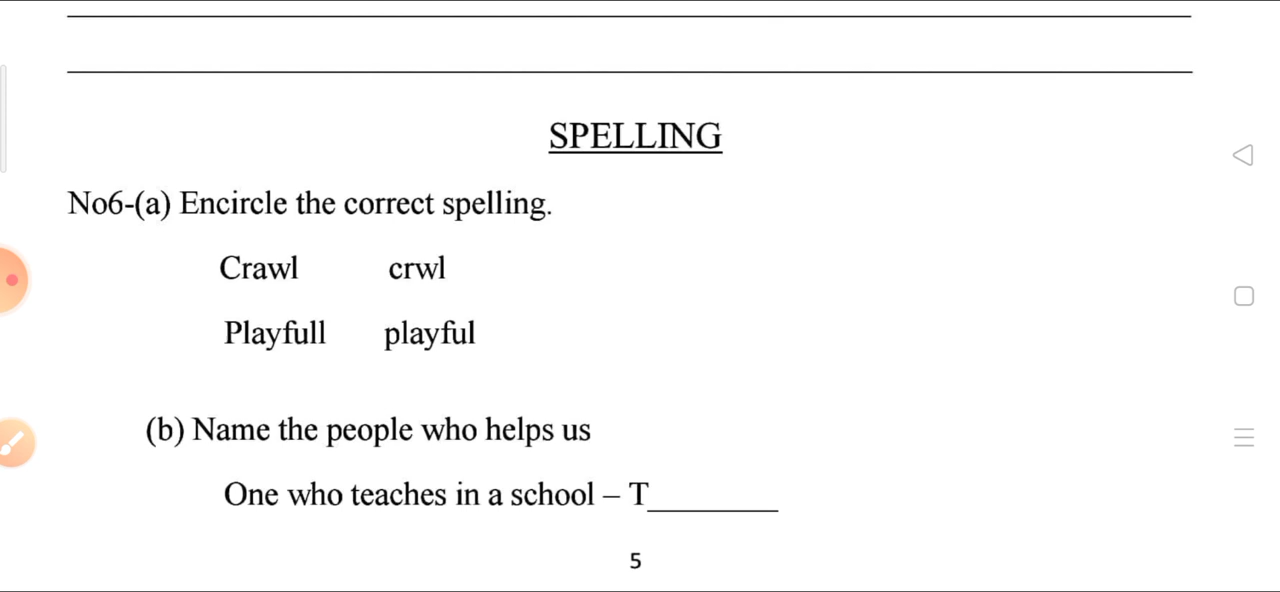 SPELLING
No6-(a) Encircle the correct spelling.
Crawl crwl
Playfull playful
(b) Name the people who helps us
One who teaches in a school – T________
5